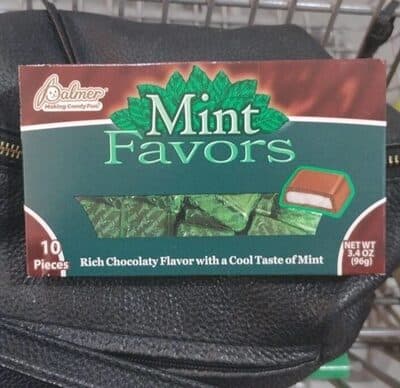 Palmer
Making Candy Fun!
Mint
Favors
10
Pieces
Rich Chocolaty Flavor with a Cool Taste of Mint
NET WT
3.4 OZ
(96g)